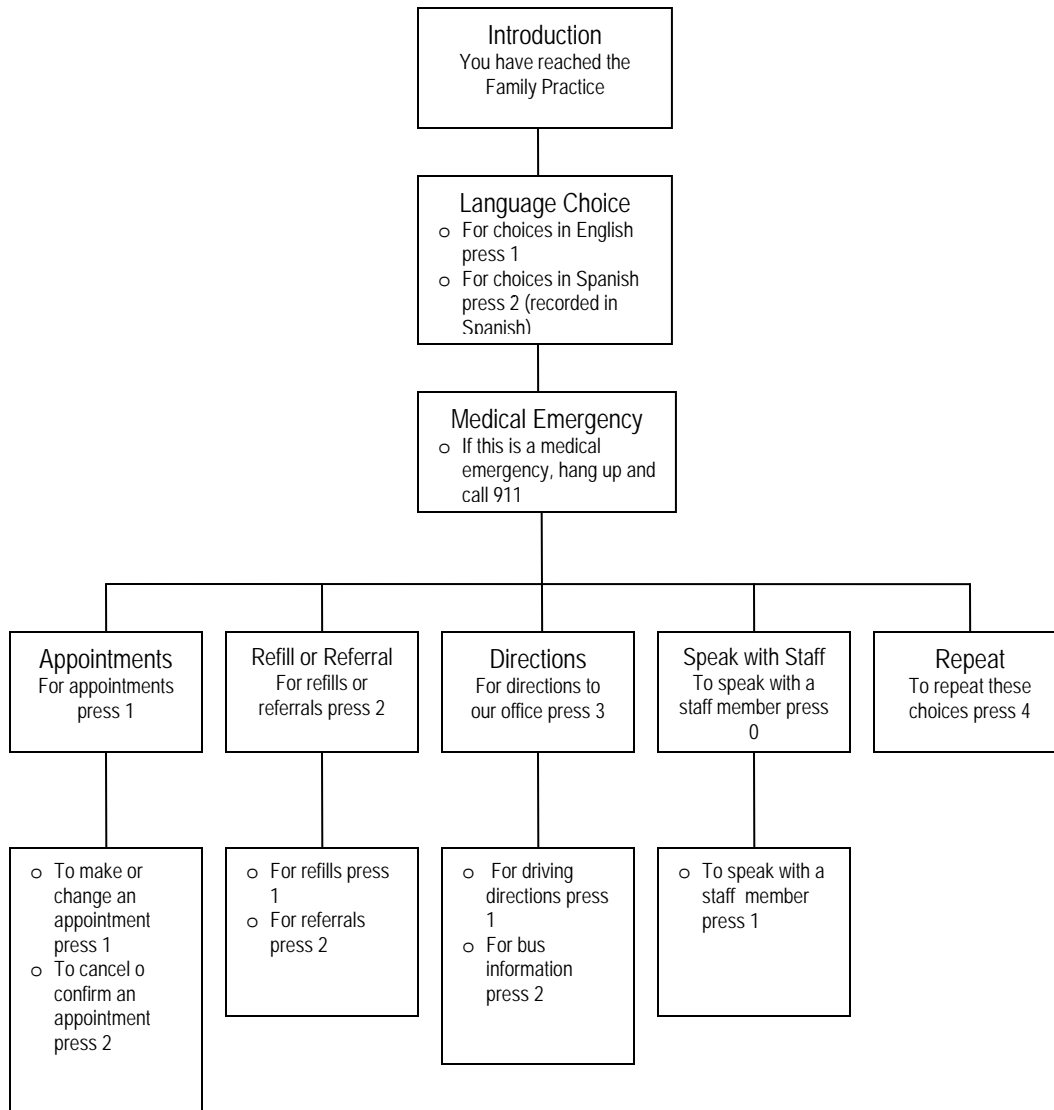 Introduction
You have reached the
Family Practice
Language Choice
o For choices in English
press 1
o For choices in Spanish
press 2 (recorded in
Spanish)
Medical Emergency
o If this is a medical
emergency, hang up and
call 911
Appointments
For appointments
press 1
Refill or Referral
For refills or
referrals press 2
Directions
For directions to
our office press 3
Speak with Staff
To speak with a
staff member press
0
Repeat
To repeat these
choices press 4
o To make or
change an
appointment
press 1
o To cancel o
confirm an
appointment
press 2
o For refills press
1
o For referrals
press 2
o For driving
directions press
1
o For bus
information
press 2
o To speak with a
staff member
press 1